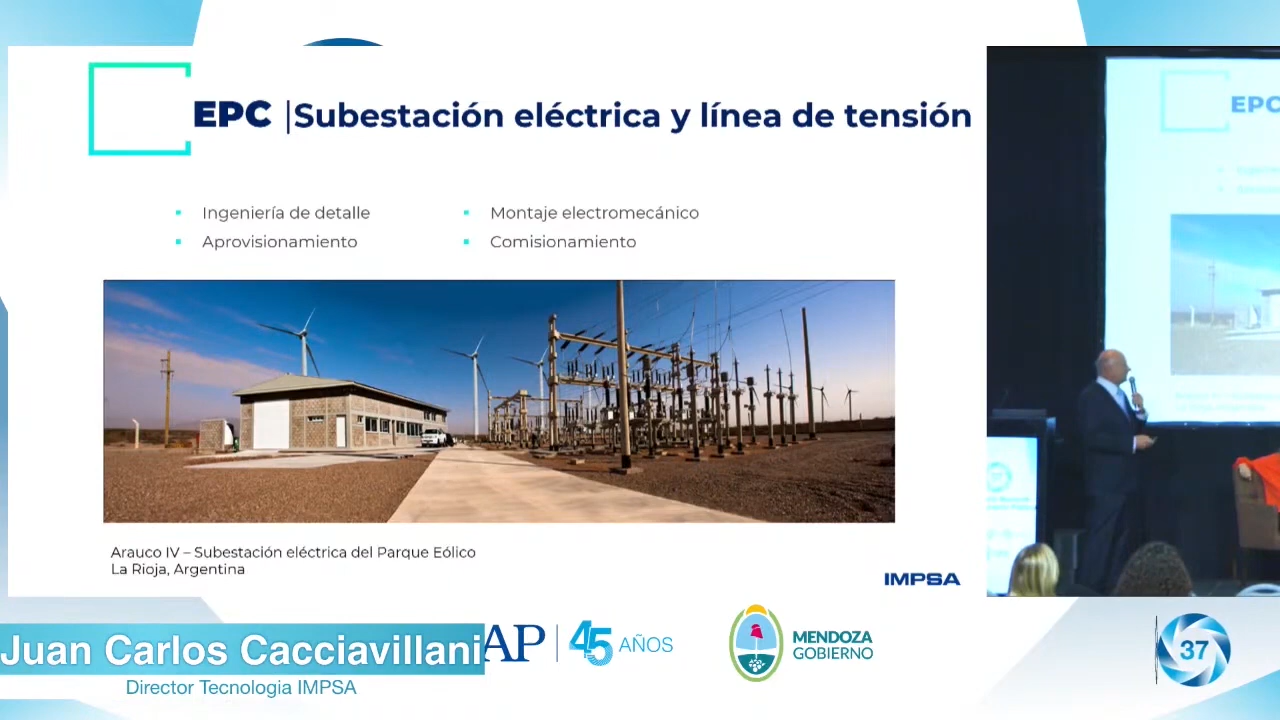 EPC | Subestación eléctrica y línea de tensión
Ingeniería de detalle
Aprovisionamiento
Montaje electromecánico
Comisionamiento
Arauco IV – Subestación eléctrica del Parque Eólico
La Rioja, Argentina
IMPSA
EPC
Juan Carlos Cacciavillani
Director Tecnologia IMPSA
AP
45 AÑOS
MENDOZA
GOBIERNO
37